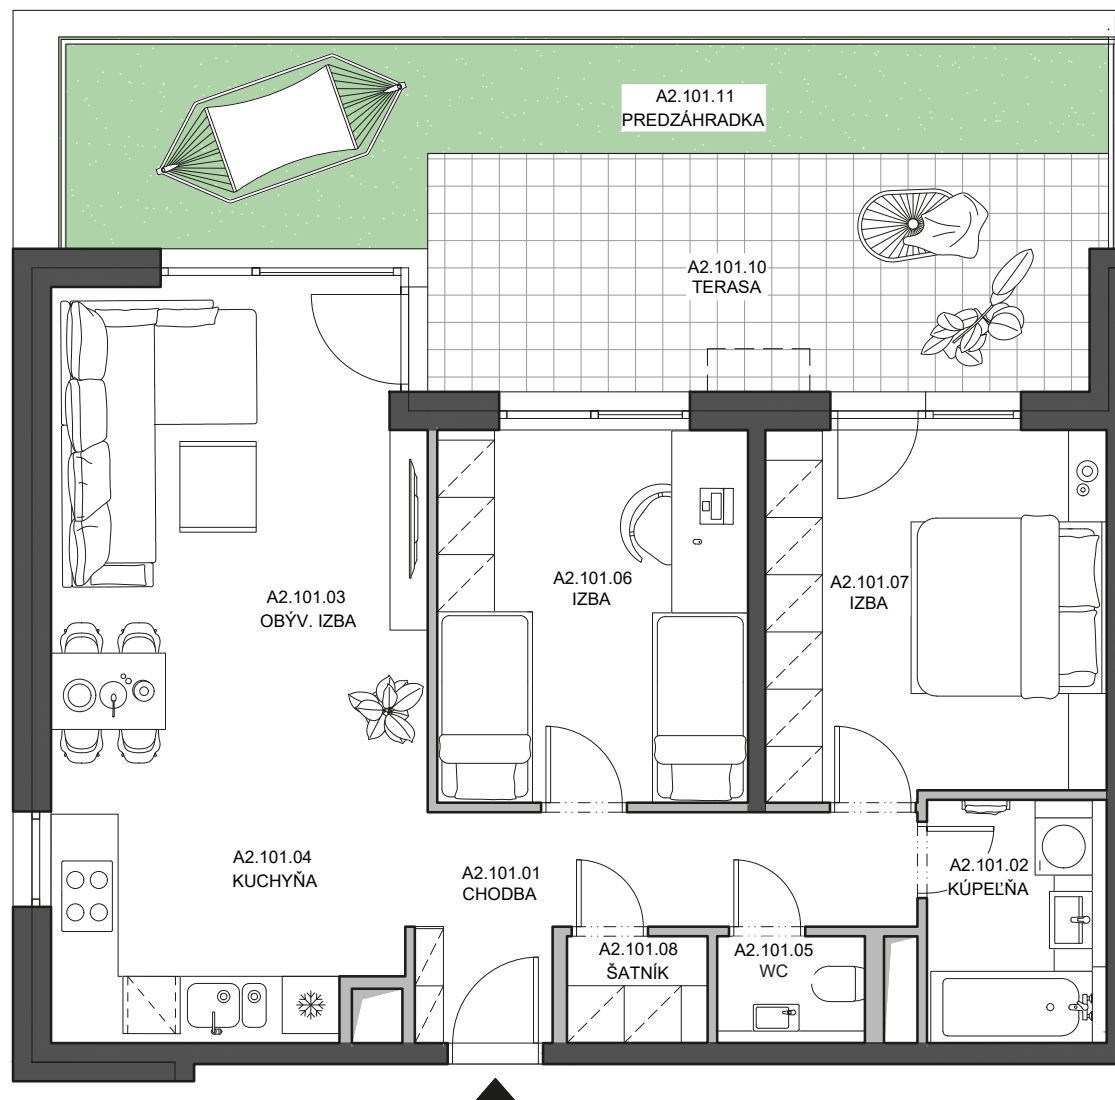 A2.101.11
PREDZÁHRADKA
A2.101.10
TERASA
A2.101.06
IZBA
A2.101.07
IZBA
A2.101.03
OBÝV. IZBA
A2.101.04
KUCHYŇA
A2.101.01
CHODBA
A2.101.02
KÚPEĽŇA
A2.101.08
ŠATNÍK
A2.101.05
WC